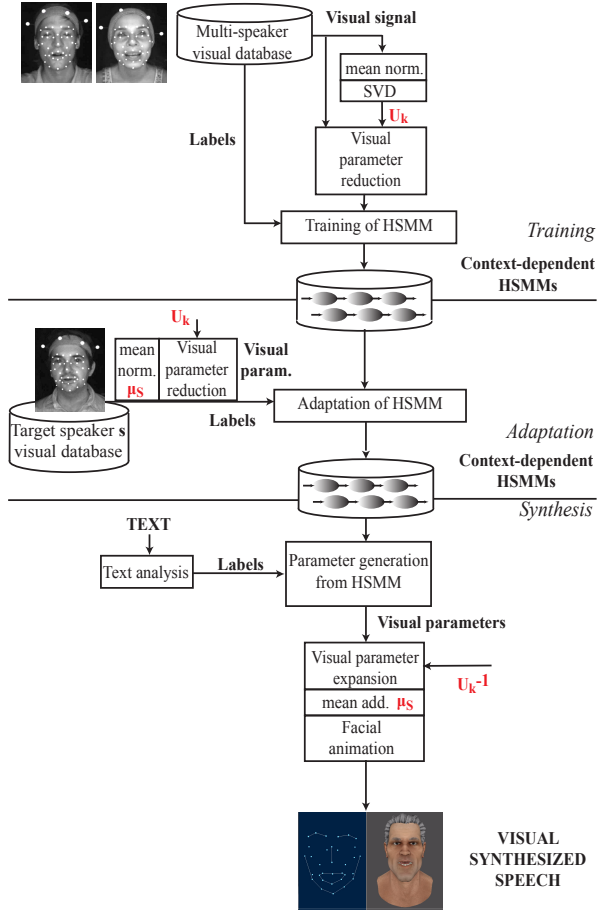 Visual signal
Multi-speaker
visual database
mean norm.
SVD
Uk
Labels
Visual
parameter
reduction
Training of HSMM
Training
Context-dependent
HSMMs
Uk
mean
norm.
μs
Visual
parameter
reduction
Visual
param.
Labels
Adaptation of HSMM
Target speaker s
visual database
Adaptation
Context-dependent
HSMMs
Synthesis
TEXT
Text analysis
Labels
Parameter generation
from HSMM
Visual parameters
Visual parameter
expansion
Uk-1
mean add. μs
Facial
animation
VISUAL
SYNTHESIZED
SPEECH